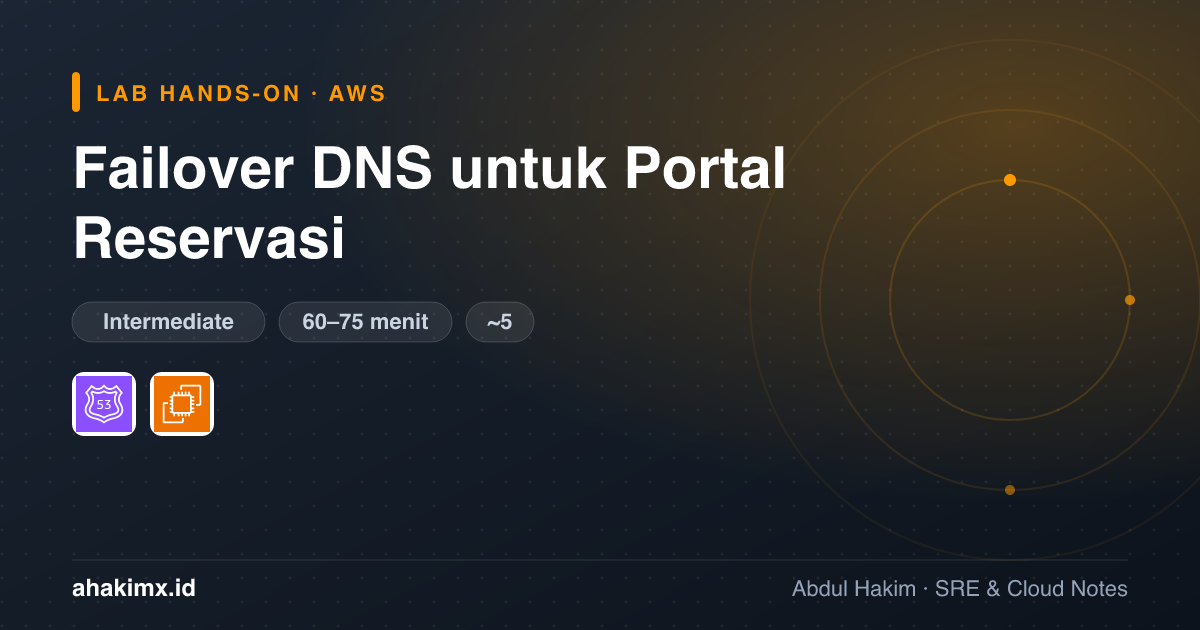 LAB HANDS-ON · AWS
Failover DNS untuk Portal
Reservasi
Intermediate
60–75 menit
~5
53
ahakimx.id
Abdul Hakim · SRE & Cloud Notes